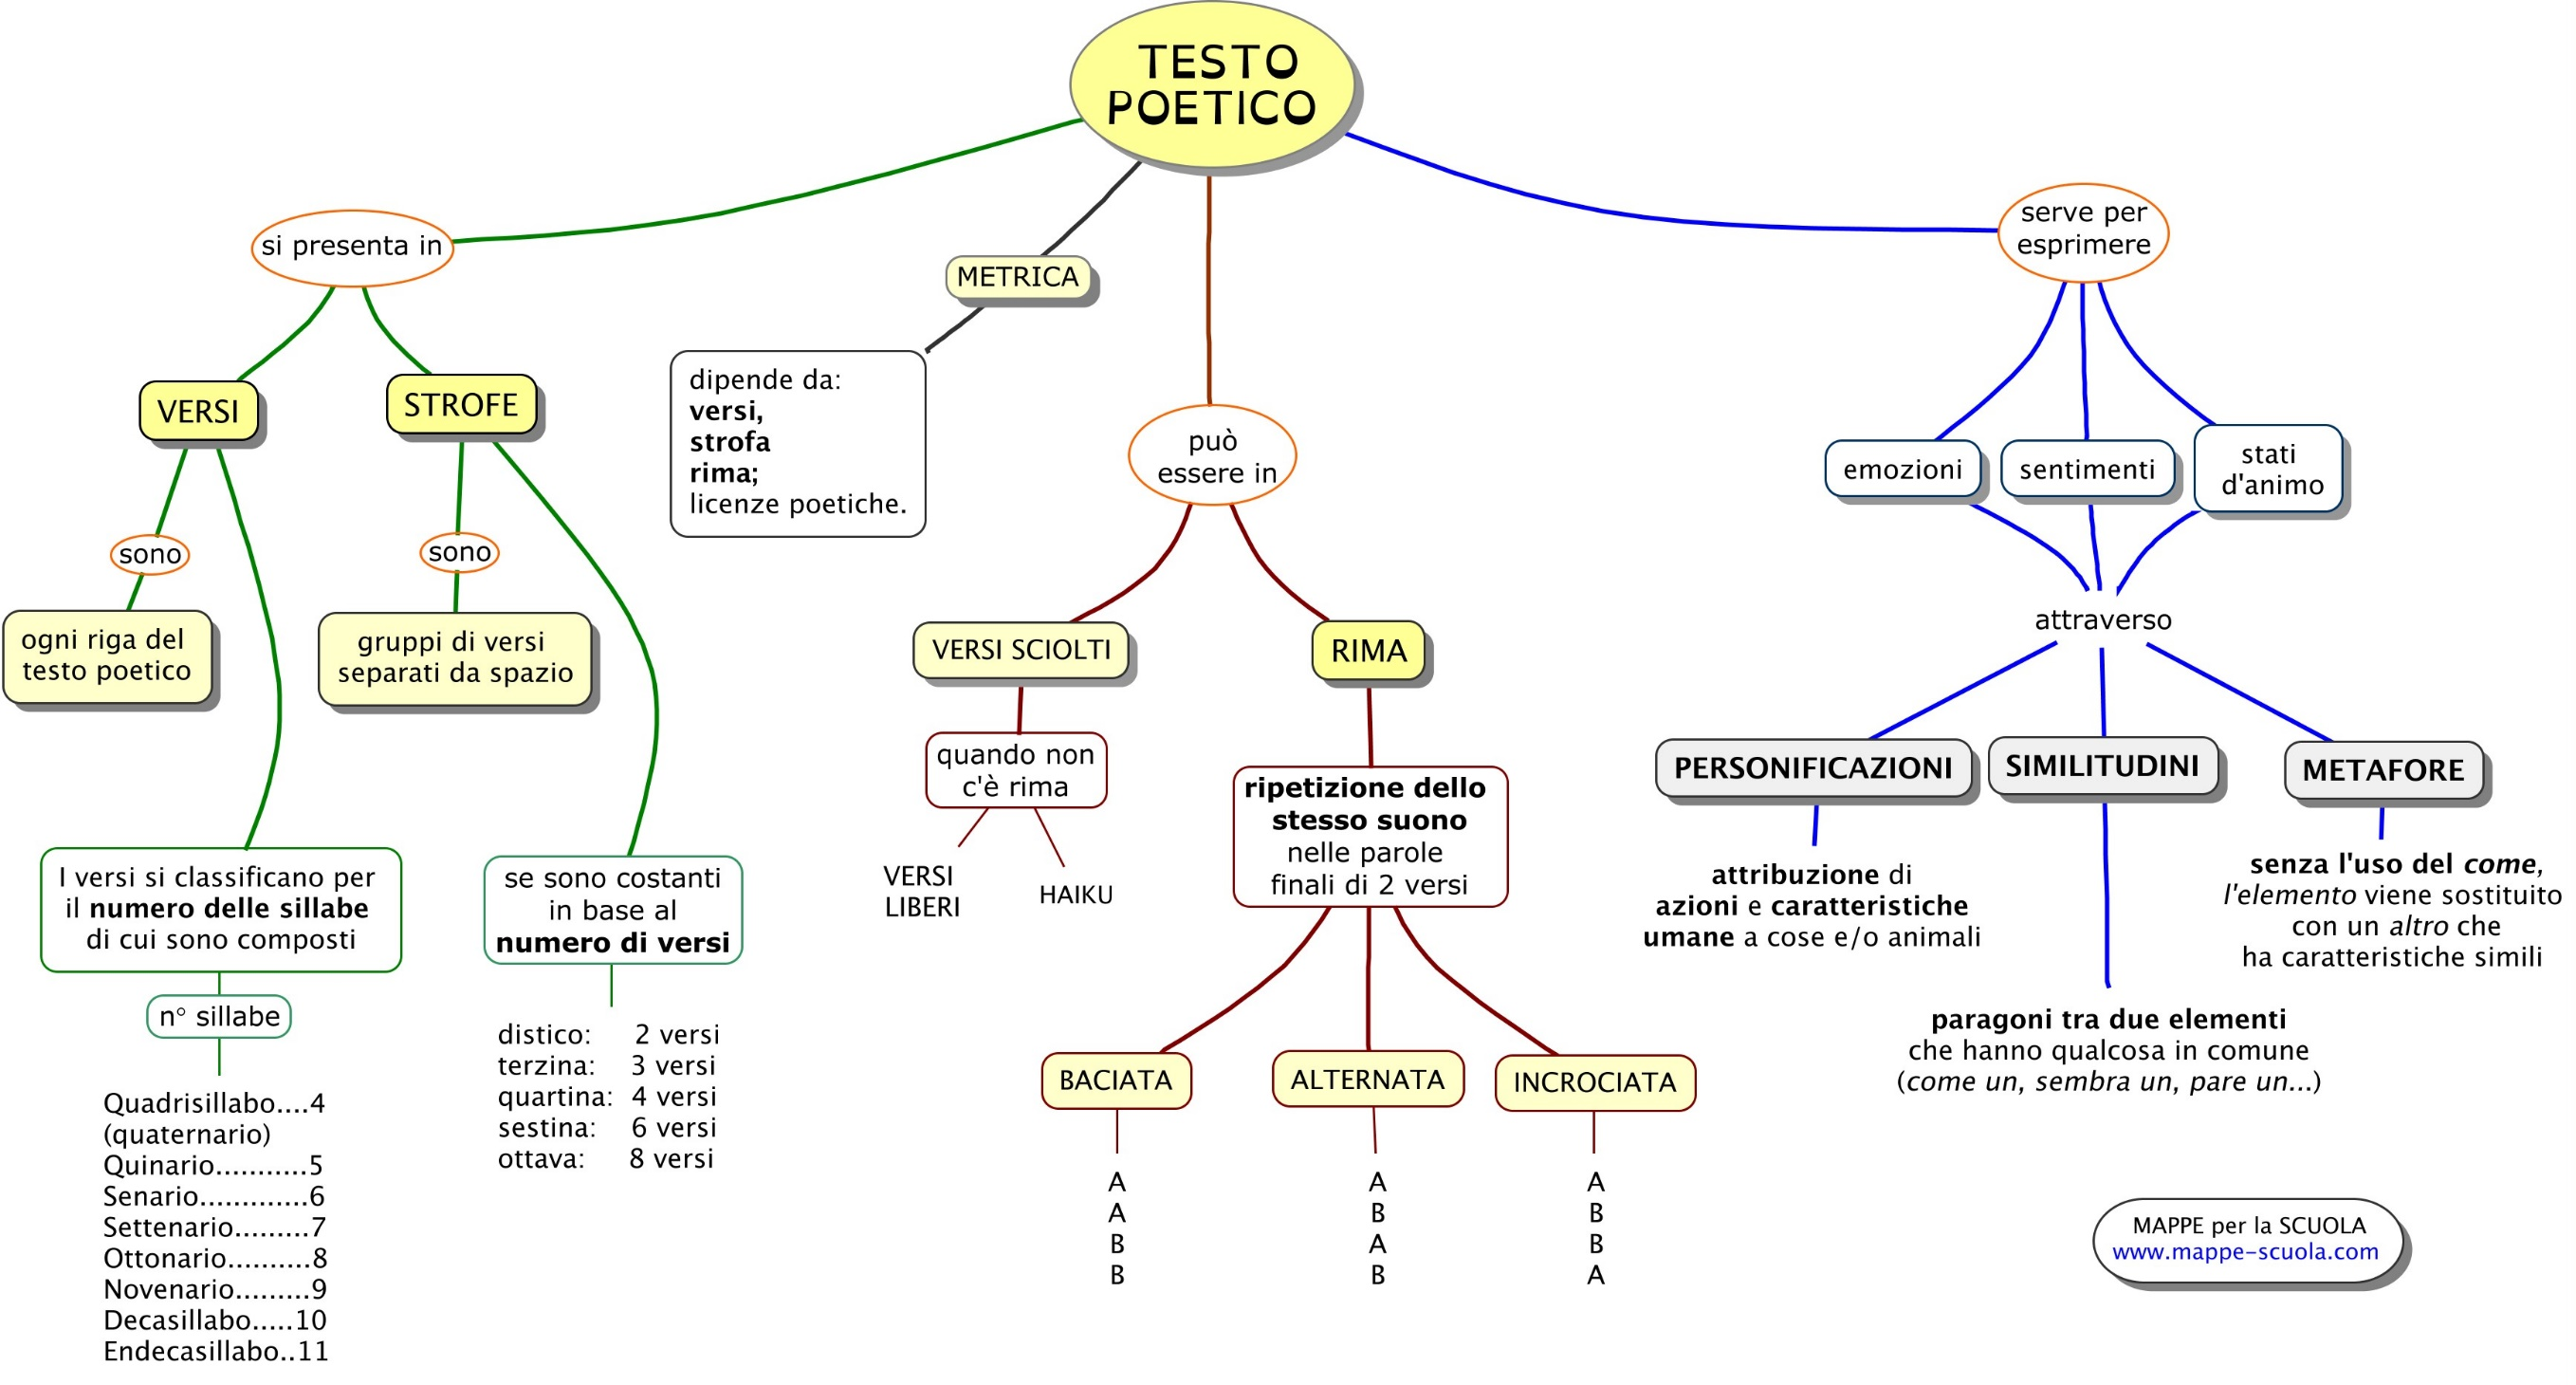 TESTO
POETICO
si presenta in
VERSI
STROFE
sono
sono
ogni riga del
testo poetico
gruppi di versi
separati da spazio
I versi si classificano per
il numero delle sillabe
di cui sono composti
n° sillabe
Quadrisillabo....4
(quaternario)
Quinario...........5
Senario.............6
Settenario.........7
Ottonario..........8
Novenario.........9
Decasillabo.....10
Endecasillabo..11
se sono costanti
in base al
numero di versi
distico: 2 versi
terzina: 3 versi
quartina: 4 versi
sestina: 6 versi
ottava: 8 versi
METRICA
dipende da:
versi,
strofa
rima;
licenze poetiche.
può
essere in
VERSI SCIOLTI
RIMA
quando non
c'è rima
VERSI
LIBERI
HAIKU
ripetizione dello
stesso suono
nelle parole
finali di 2 versi
BACIATA
A
A
B
B
ALTERNATA
A
B
A
B
INCROCIATA
A
B
B
A
serve per
esprimere
emozioni
sentimenti
stati
d'animo
attraverso
PERSONIFICAZIONI
attribuzione di
azioni e caratteristiche
umane a cose e/o animali
SIMILITUDINI
paragoni tra due elementi
che hanno qualcosa in comune
(come un, sembra un, pare un...)
METAFORE
senza l'uso del come,
l'elemento viene sostituito
con un altro che
ha caratteristiche simili
MAPPE per la SCUOLA
www.mappe-scuola.com